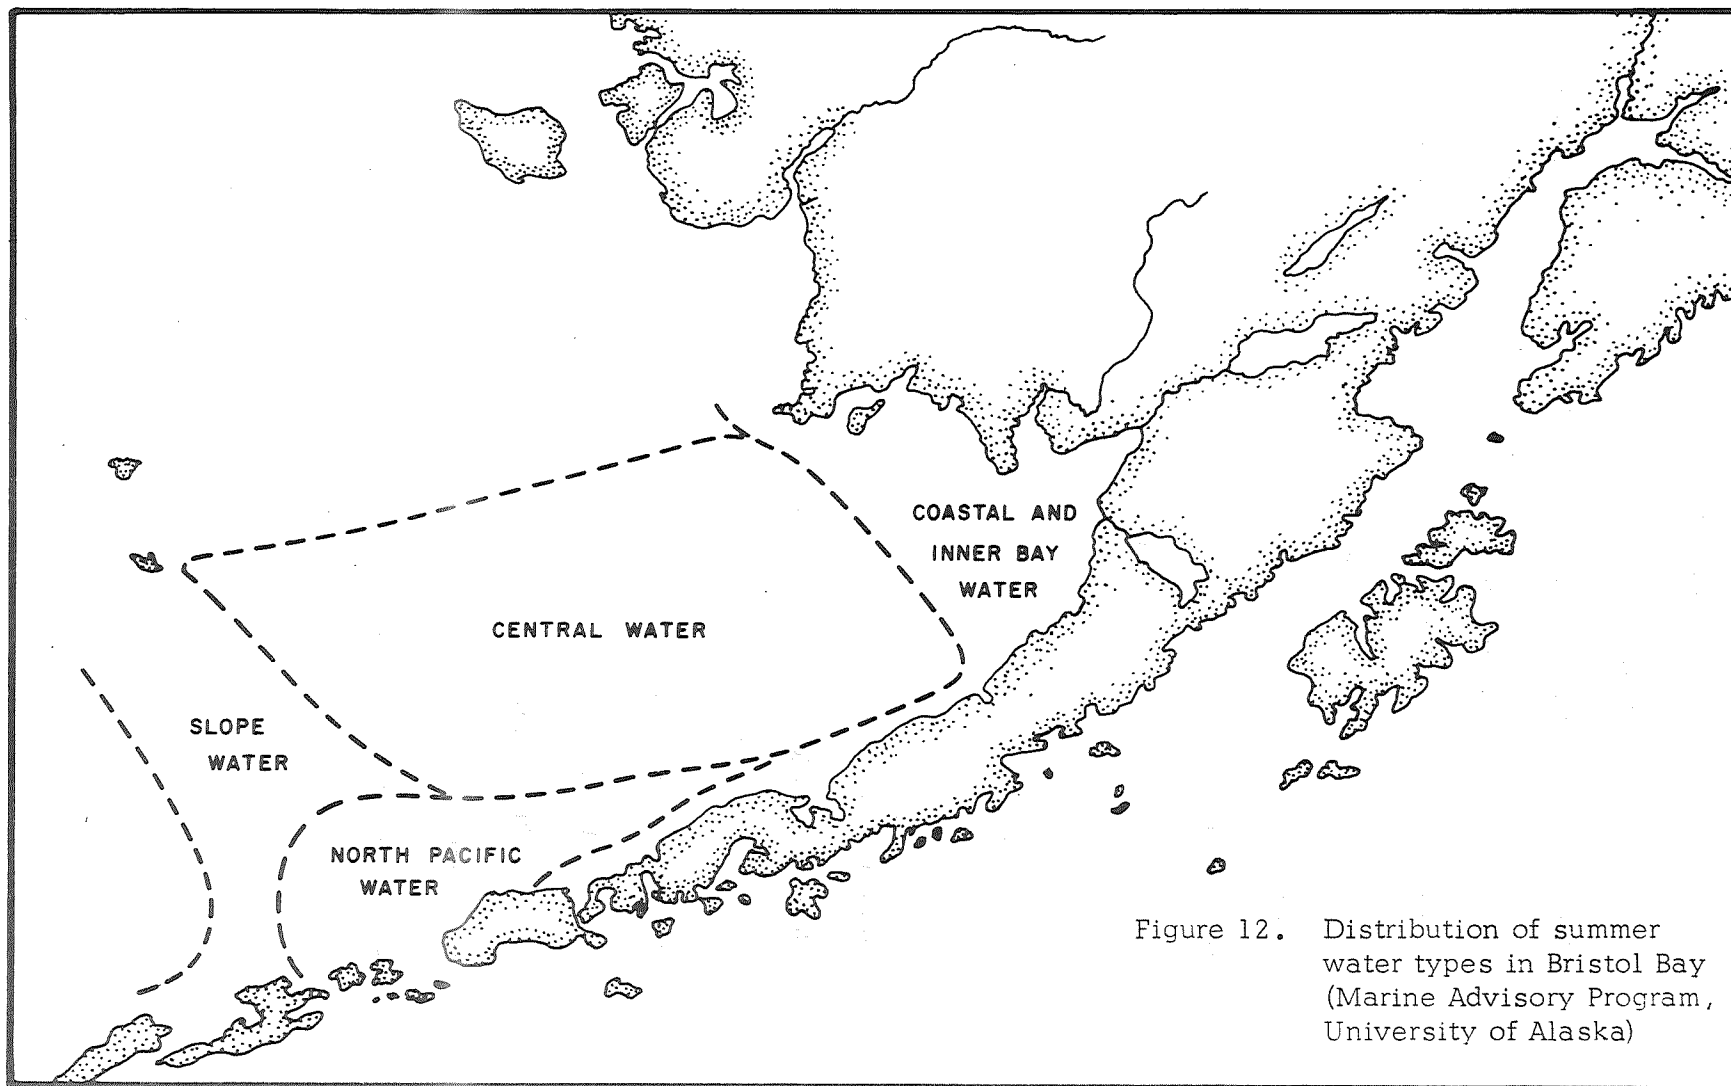 COASTAL AND
INNER BAY
WATER
CENTRAL WATER
SLOPE
WATER
NORTH PACIFIC
WATER
Figure 12. Distribution of summer
water types in Bristol Bay
(Marine Advisory Program,
University of Alaska)